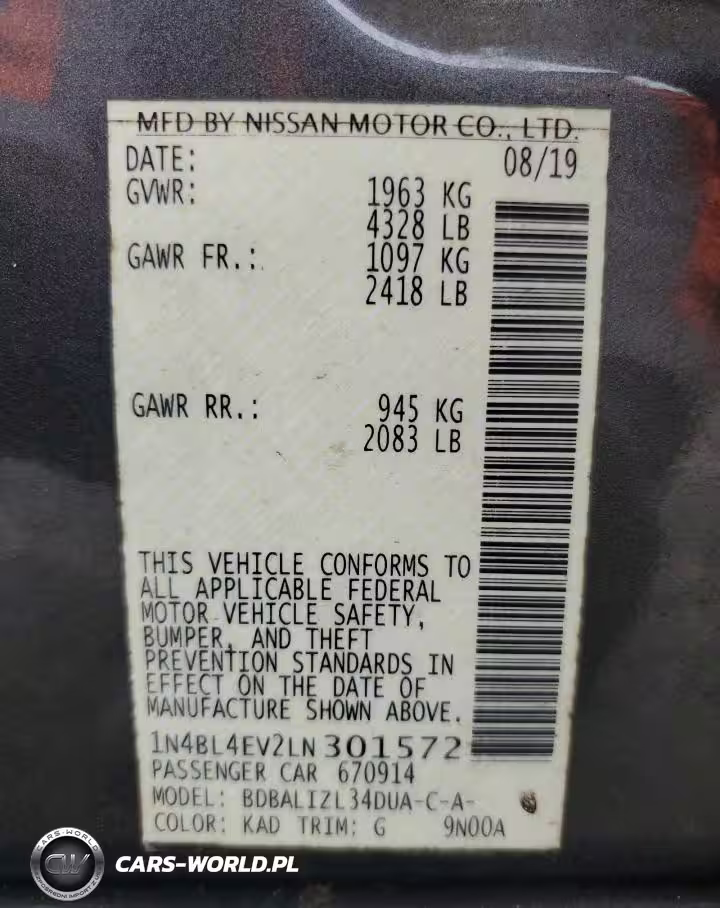 MFD BY NISSAN MOTOR CO., LTD.
DATE: 08/19
GVWR: 1963 KG
4328 LB
GAWR FR.: 1097 KG
2418 LB
GAWR RR.: 945 KG
2083 LB
THIS VEHICLE CONFORMS TO
ALL APPLICABLE FEDERAL
MOTOR VEHICLE SAFETY,
BUMPER, AND THEFT
PREVENTION STANDARDS IN
EFFECT ON THE DATE OF
MANUFACTURE SHOWN ABOVE.
1N4BL4EV2LN301572
PASSENGER CAR 670914
MODEL: BDBALIZL34DUA-C-A-
COLOR: KAD TRIM: G 9N00A
CARS-WORLD
CW
CARS-WORLD.PL